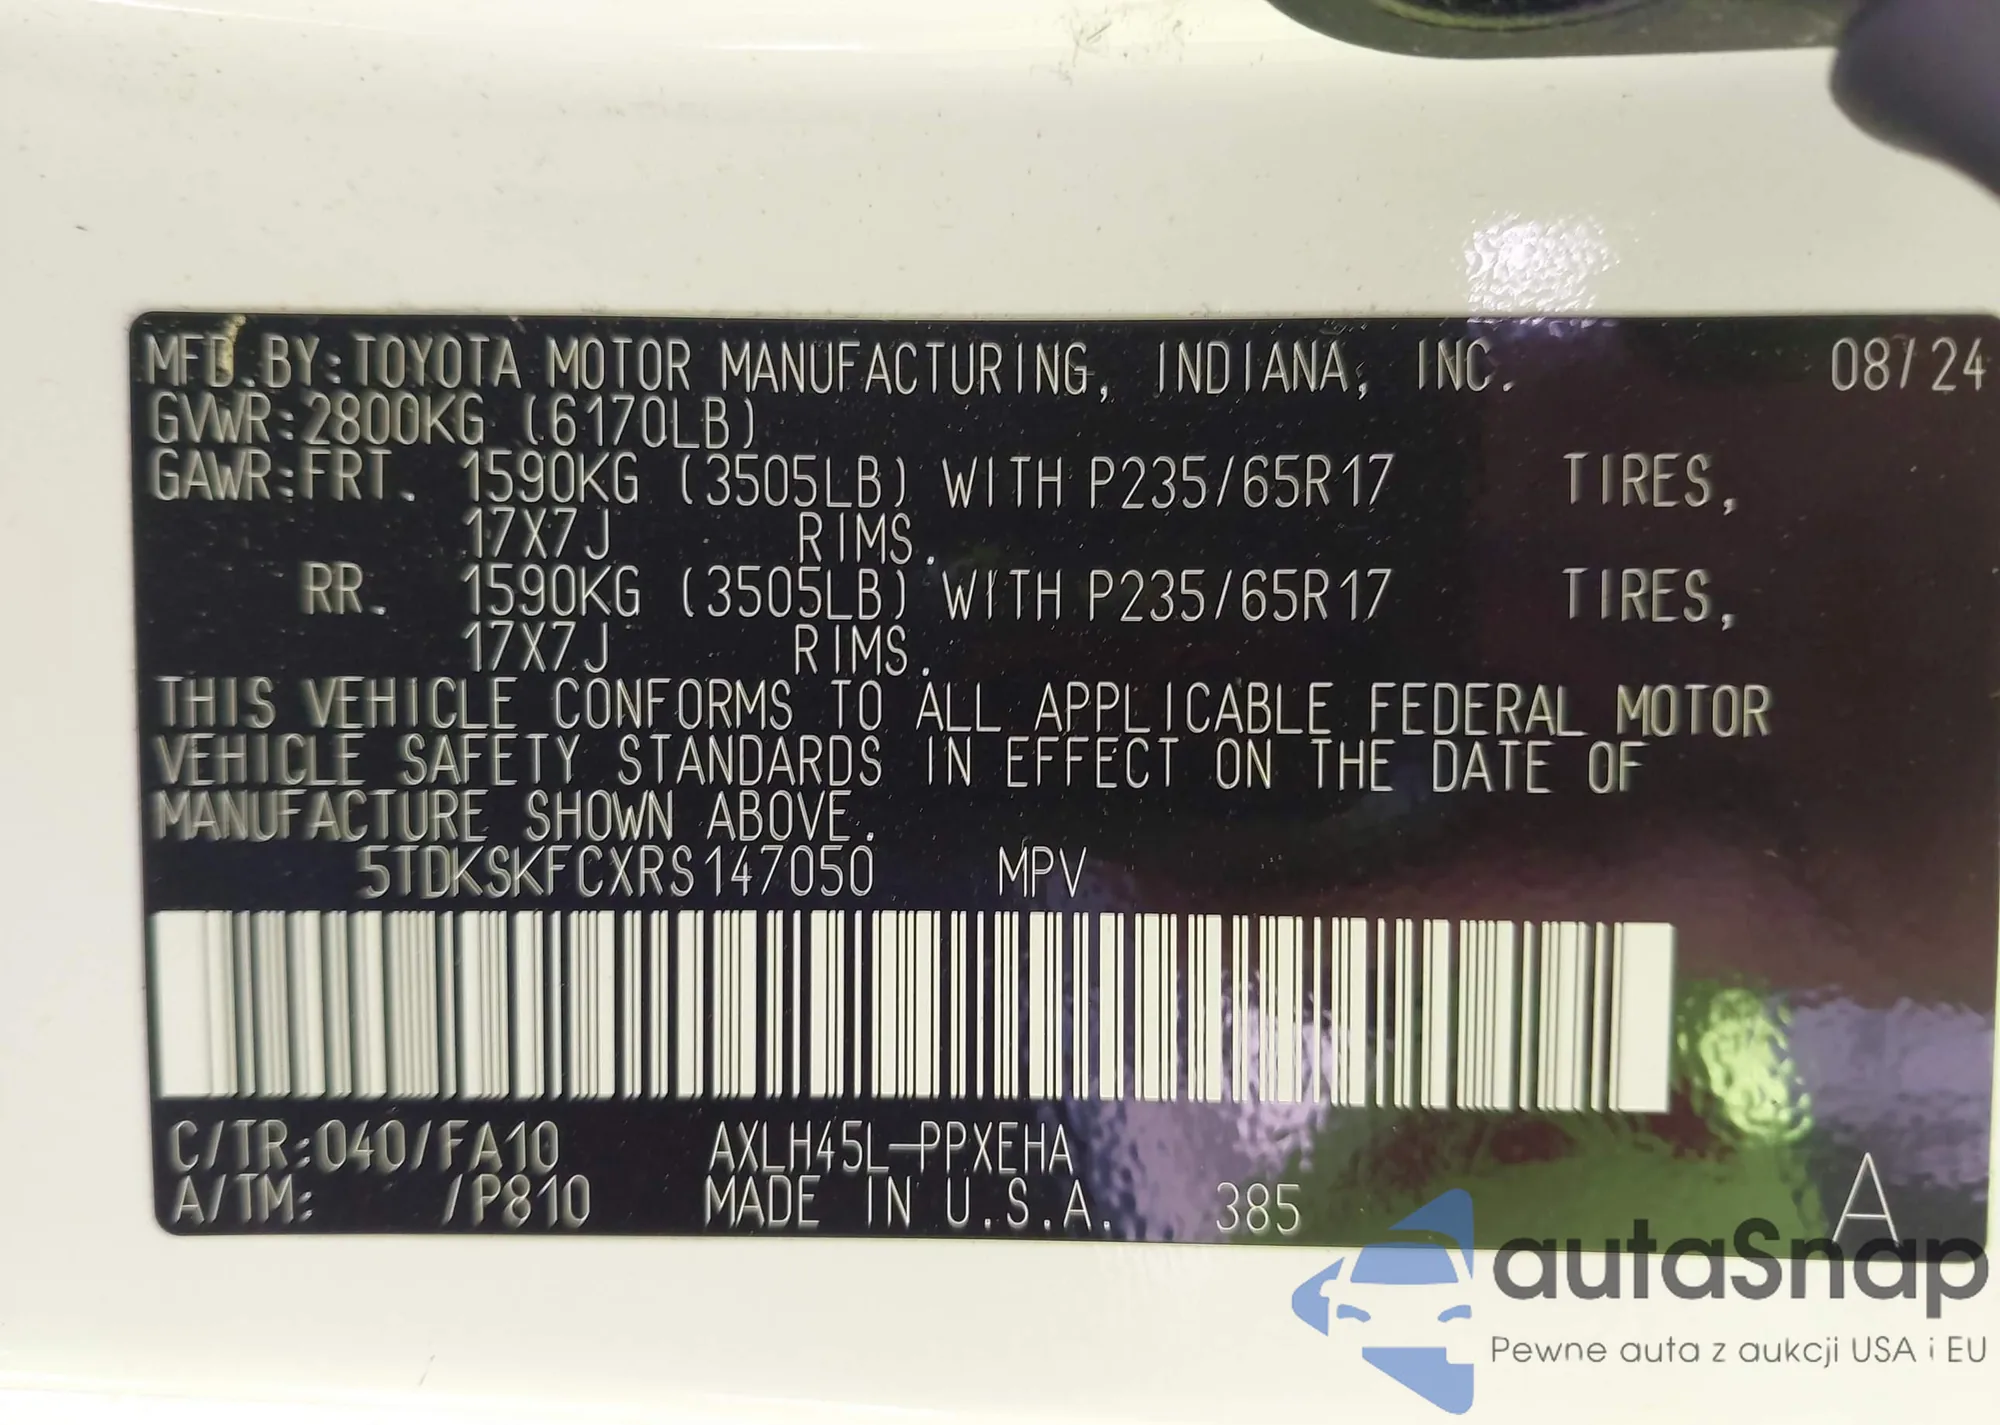 MFD.BY:TOYOTA MOTOR MANUFACTURING, INDIANA, INC. 08/24
GVWR:2800KG (6170LB)
GAWR:FRT. 1590KG (3505LB) WITH P235/65R17 TIRES,
17X7J RIMS.
RR. 1590KG (3505LB) WITH P235/65R17 TIRES,
17X7J RIMS.
THIS VEHICLE CONFORMS TO ALL APPLICABLE FEDERAL MOTOR
VEHICLE SAFETY STANDARDS IN EFFECT ON THE DATE OF
MANUFACTURE SHOWN ABOVE.
5TDKSKFCXRS147050 MPV
C/TR:040/FA10 AXLH45L-PPXEHA
A/TM: /P810 MADE IN U.S.A. 385 A
autaSnap
Pewne auta z aukcji USA i EU